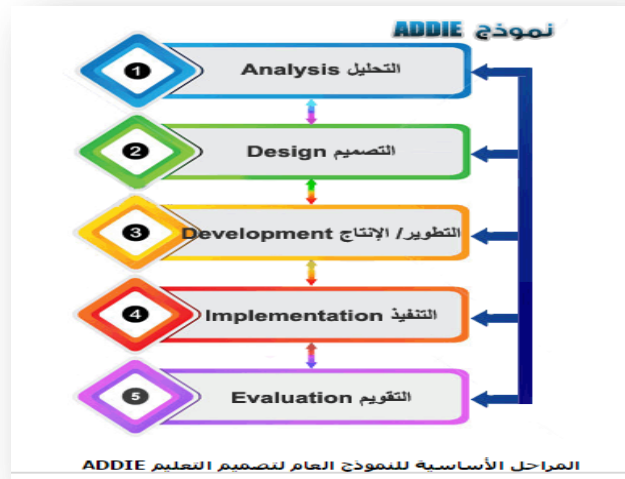 نموذج ADDIE
1
التحليل Analysis
2
التصميم Design
3
التطوير/ الإنتاج Development
4
التنفيذ Implementation
5
التقويم Evaluation
المراحل الأساسية للنموذج العام لتصميم التعليم ADDIE